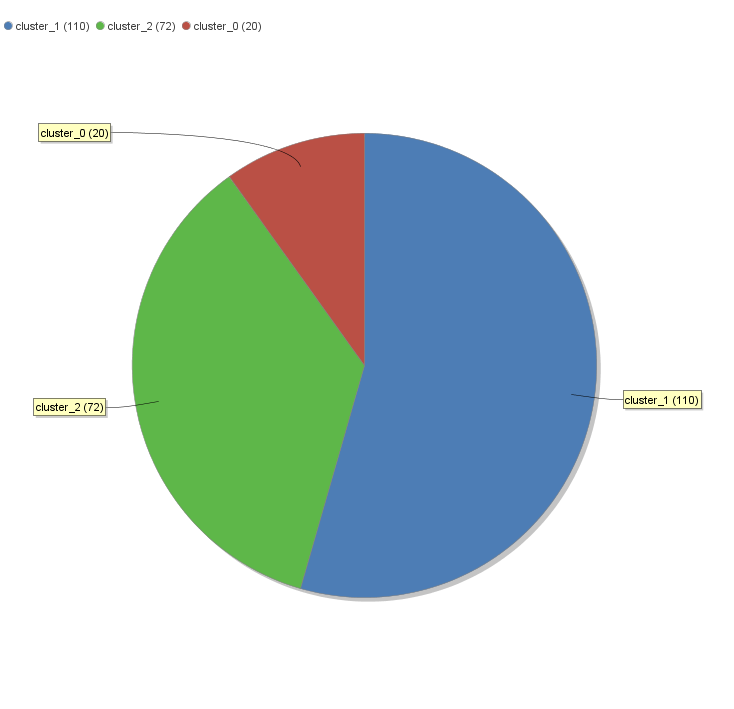 cluster_1 (110) cluster_2 (72) cluster_0 (20)
cluster_0 (20)
cluster_1 (110)
cluster_2 (72)